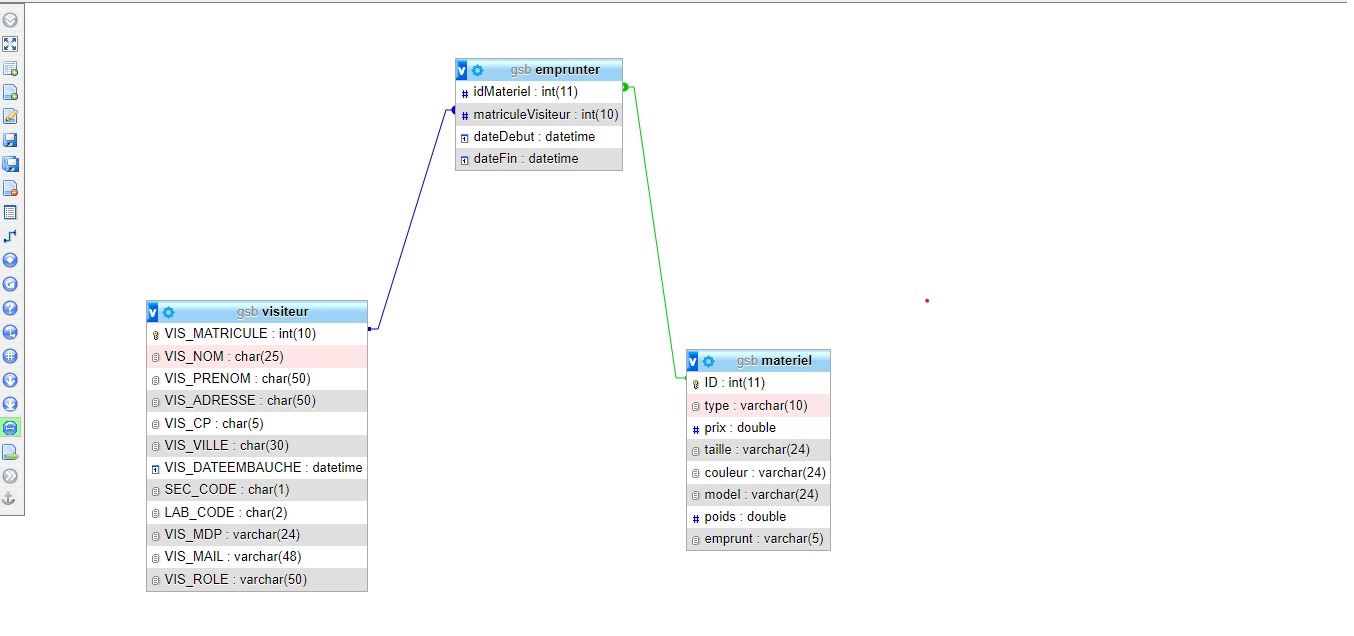 gsb emprunter
idMateriel : int(11)
matriculeVisiteur : int(10)
dateDebut : datetime
dateFin : datetime
gsb visiteur
VIS_MATRICULE : int(10)
VIS_NOM : char(25)
VIS_PRENOM : char(50)
VIS_ADRESSE : char(50)
VIS_CP : char(5)
VIS_VILLE : char(30)
VIS_DATEEMBAUCHE : datetime
SEC_CODE : char(1)
LAB_CODE : char(2)
VIS_MDP : varchar(24)
VIS_MAIL : varchar(48)
VIS_ROLE : varchar(50)
gsb materiel
ID : int(11)
type : varchar(10)
prix : double
taille : varchar(24)
couleur : varchar(24)
model : varchar(24)
poids : double
emprunt : varchar(5)